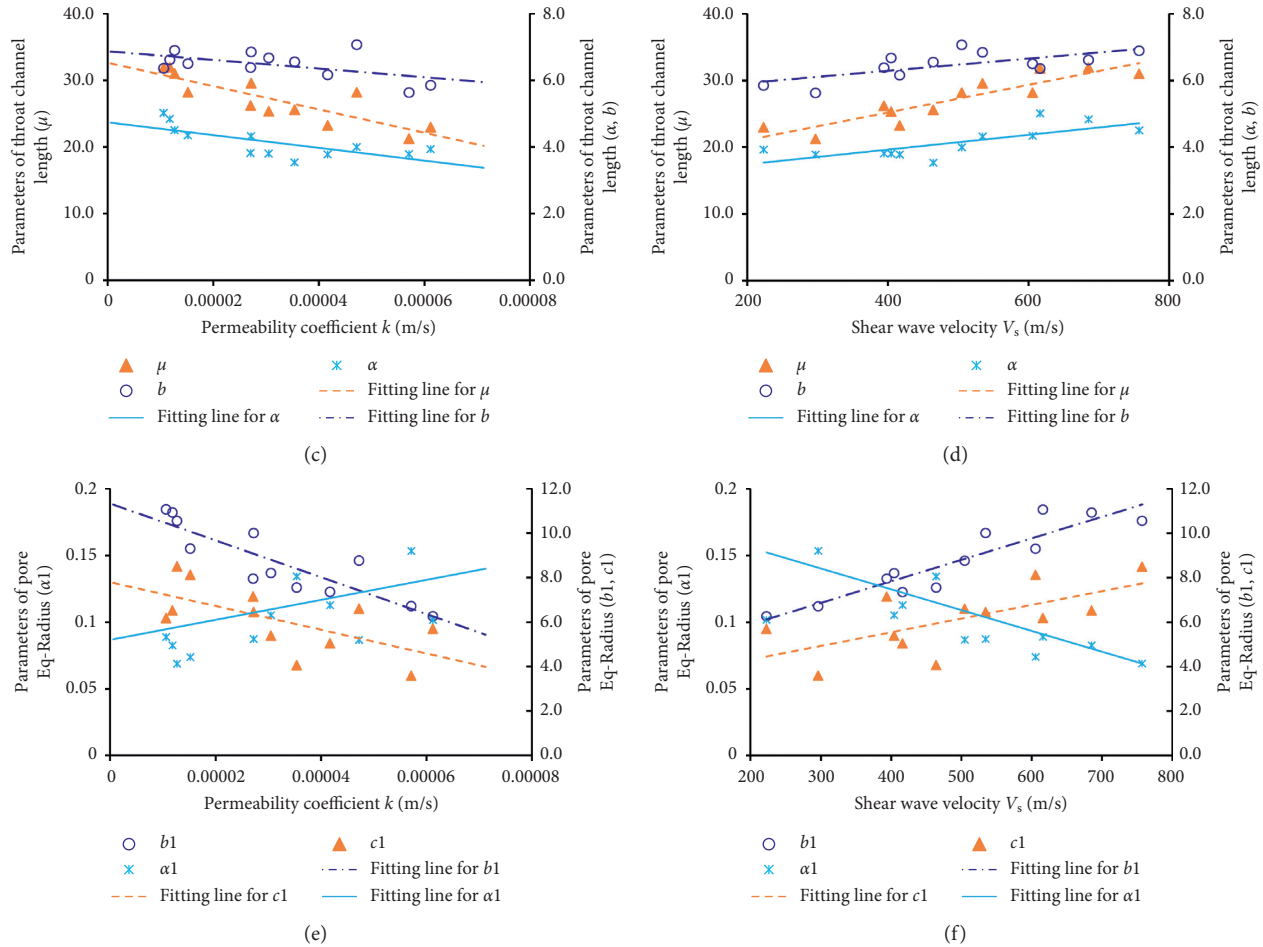 40.0
30.0
20.0
10.0
0
Parameters of throat channel
length (μ)
8.0
6.0
4.0
2.0
0.0
Parameters of throat channel
length (α, b)
0 0.00002 0.00004 0.00006 0.00008
Permeability coefficient k (m/s)
μ α
b Fitting line for μ
Fitting line for α Fitting line for b
(c)
40.0
30.0
20.0
10.0
0
Parameters of throat channel
length (μ)
8.0
6.0
4.0
2.0
0.0
Parameters of throat channel
length (α, b)
200 400 600 800
Shear wave velocity Vs (m/s)
μ α
b Fitting line for μ
Fitting line for α Fitting line for b
(d)
0.2
0.15
0.1
0.05
0
Parameters of pore
Eq-Radius (α1)
12.0
10.0
8.0
6.0
4.0
2.0
0.0
Parameters of pore
Eq-Radius (b1, c1)
0 0.00002 0.00004 0.00006 0.00008
Permeability coefficient k (m/s)
b1 c1
α1 Fitting line for b1
Fitting line for c1 Fitting line for α1
(e)
0.2
0.15
0.1
0.05
0
Parameters of pore
Eq-Radius (α1)
12.0
10.0
8.0
6.0
4.0
2.0
0.0
Parameters of pore
Eq-Radius (b1, c1)
200 300 400 500 600 700 800
Shear wave velocity Vs (m/s)
b1 c1
α1 Fitting line for b1
Fitting line for c1 Fitting line for α1
(f)